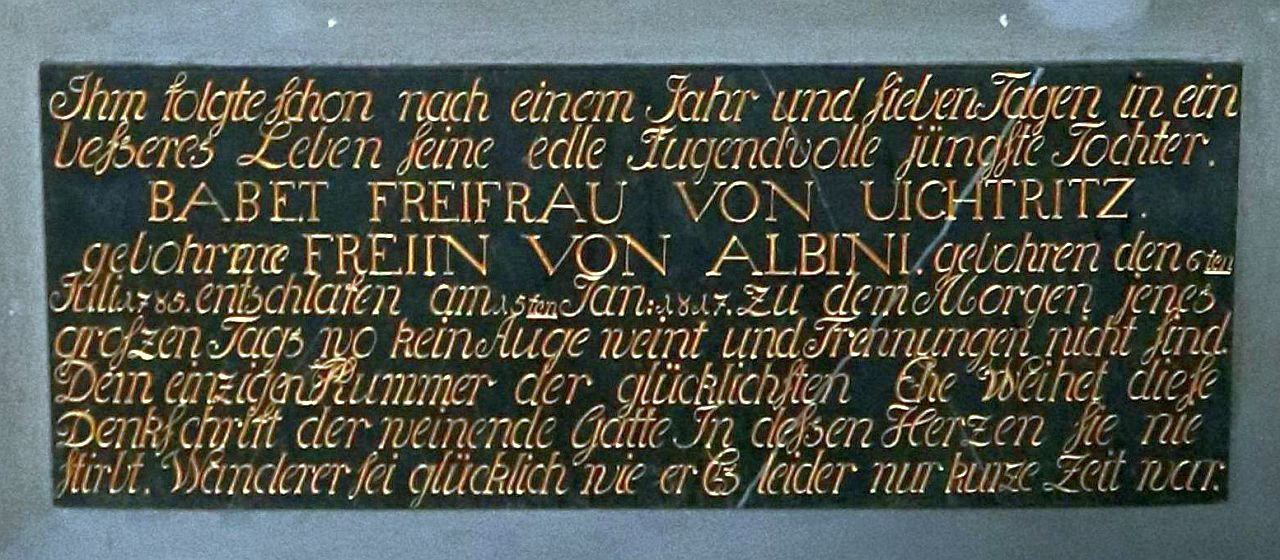 Ihm folgte schon nach einem Jahr und sieben Tagen in ein
beſseres Leben seine edle Tugendvolle jüngste Tochter.
BABET FREIFRAU VON UICHTRITZ.
gebohrne FREIIN VON ALBINI. gebohren den 6ten
Juli 1785. entschlafen am 15ten Jan: 1817. Zu dem Morgen jenes
groſzen Tags wo kein Auge weint und Trennungen nicht sind.
Dem einzigen Kummer der glücklichsten Ehe Weihet diese
Denkschrift der weinende Gatte In deſsen Herzen sie nie
stirbt. Wanderer sei glücklich wie er Es leider nur kurze Zeit war.